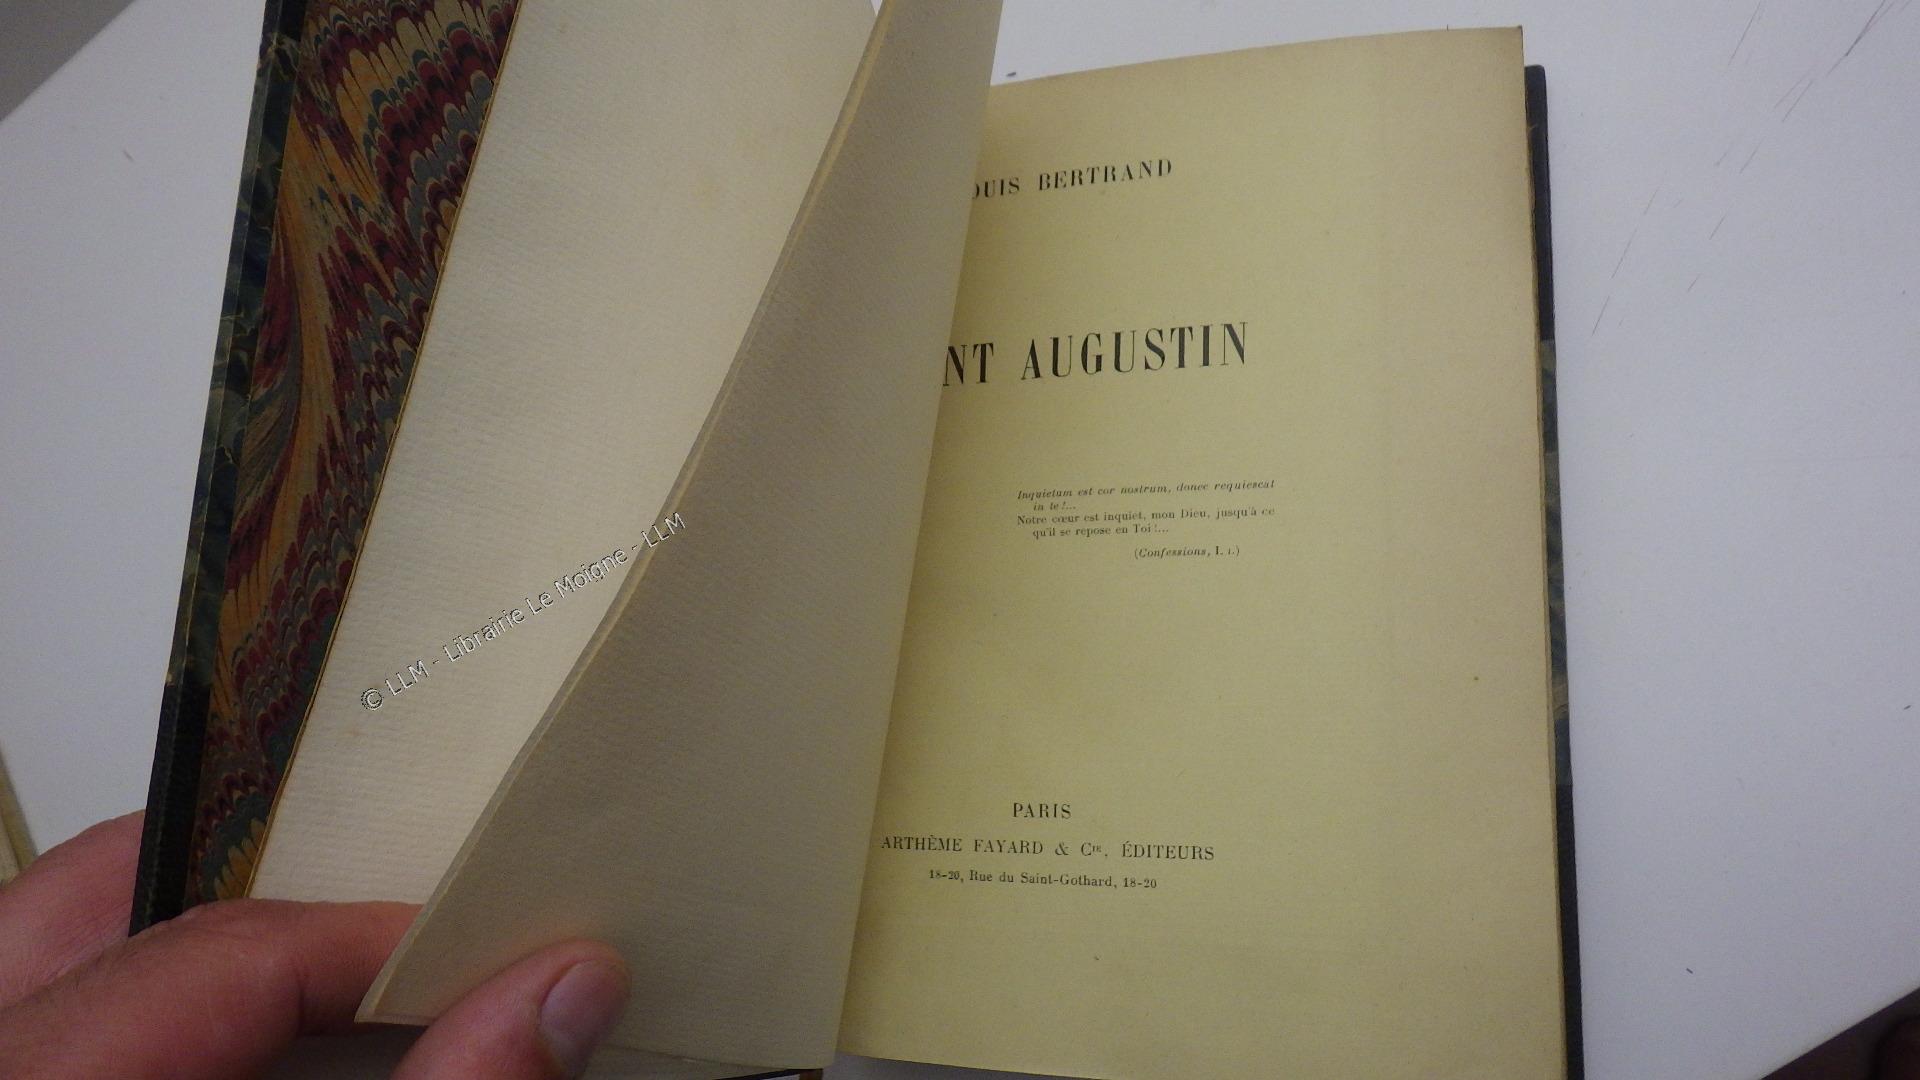 OUIS BERTRAND
NT AUGUSTIN
Inquietum est cor nostrum, donec requiescat
in te !...
Notre cœur est inquiet, mon Dieu, jusqu'à ce
qu'il se repose en Toi !...
(Confessions, I. 1.)
© LLM - Librairie Le Moigne - LLM
PARIS
ARTHÈME FAYARD & Cie, ÉDITEURS
18-20, Rue du Saint-Gothard, 18-20